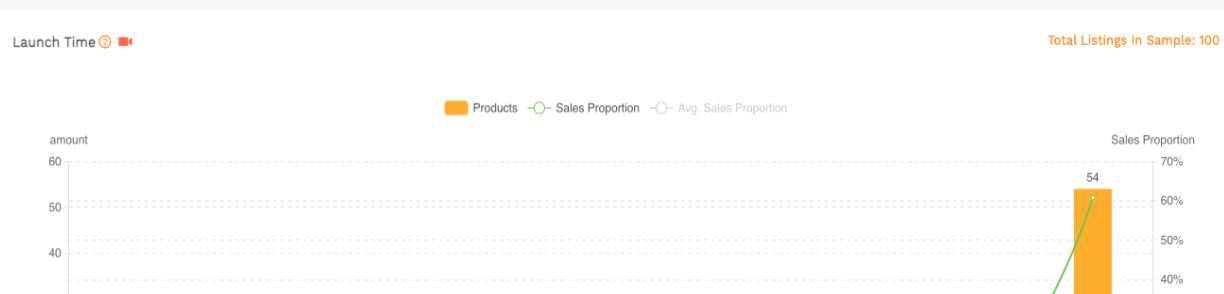 Launch Time ?
Total Listings In Sample: 100
Products Sales Proportion Avg. Sales Proportion
amount
Sales Proportion
60
70%
54
50
60%
50%
40
40%